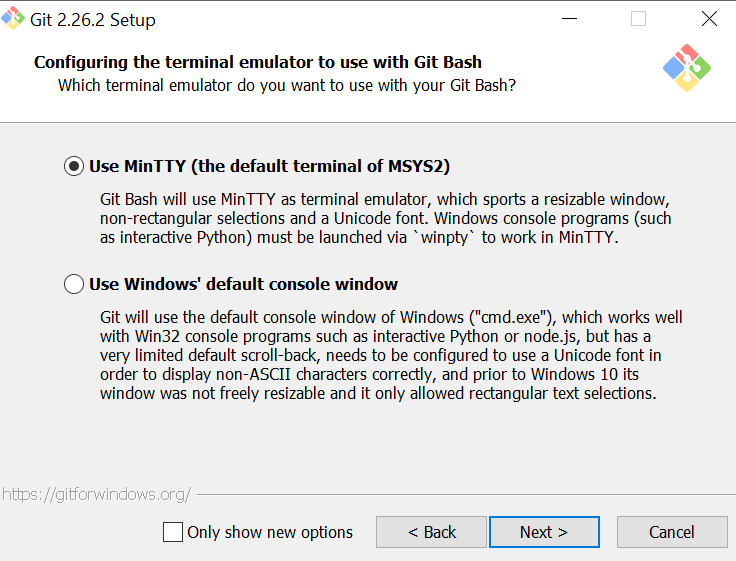 Git 2.26.2 Setup
Configuring the terminal emulator to use with Git Bash
Which terminal emulator do you want to use with your Git Bash?
Use MinTTY (the default terminal of MSYS2)
Git Bash will use MinTTY as terminal emulator, which sports a resizable window,
non-rectangular selections and a Unicode font. Windows console programs (such
as interactive Python) must be launched via `winpty` to work in MinTTY.
Use Windows' default console window
Git will use the default console window of Windows ("cmd.exe"), which works well
with Win32 console programs such as interactive Python or node.js, but has a
very limited default scroll-back, needs to be configured to use a Unicode font in
order to display non-ASCII characters correctly, and prior to Windows 10 its
window was not freely resizable and it only allowed rectangular text selections.
https://gitforwindows.org/
Only show new options
< Back
Next >
Cancel